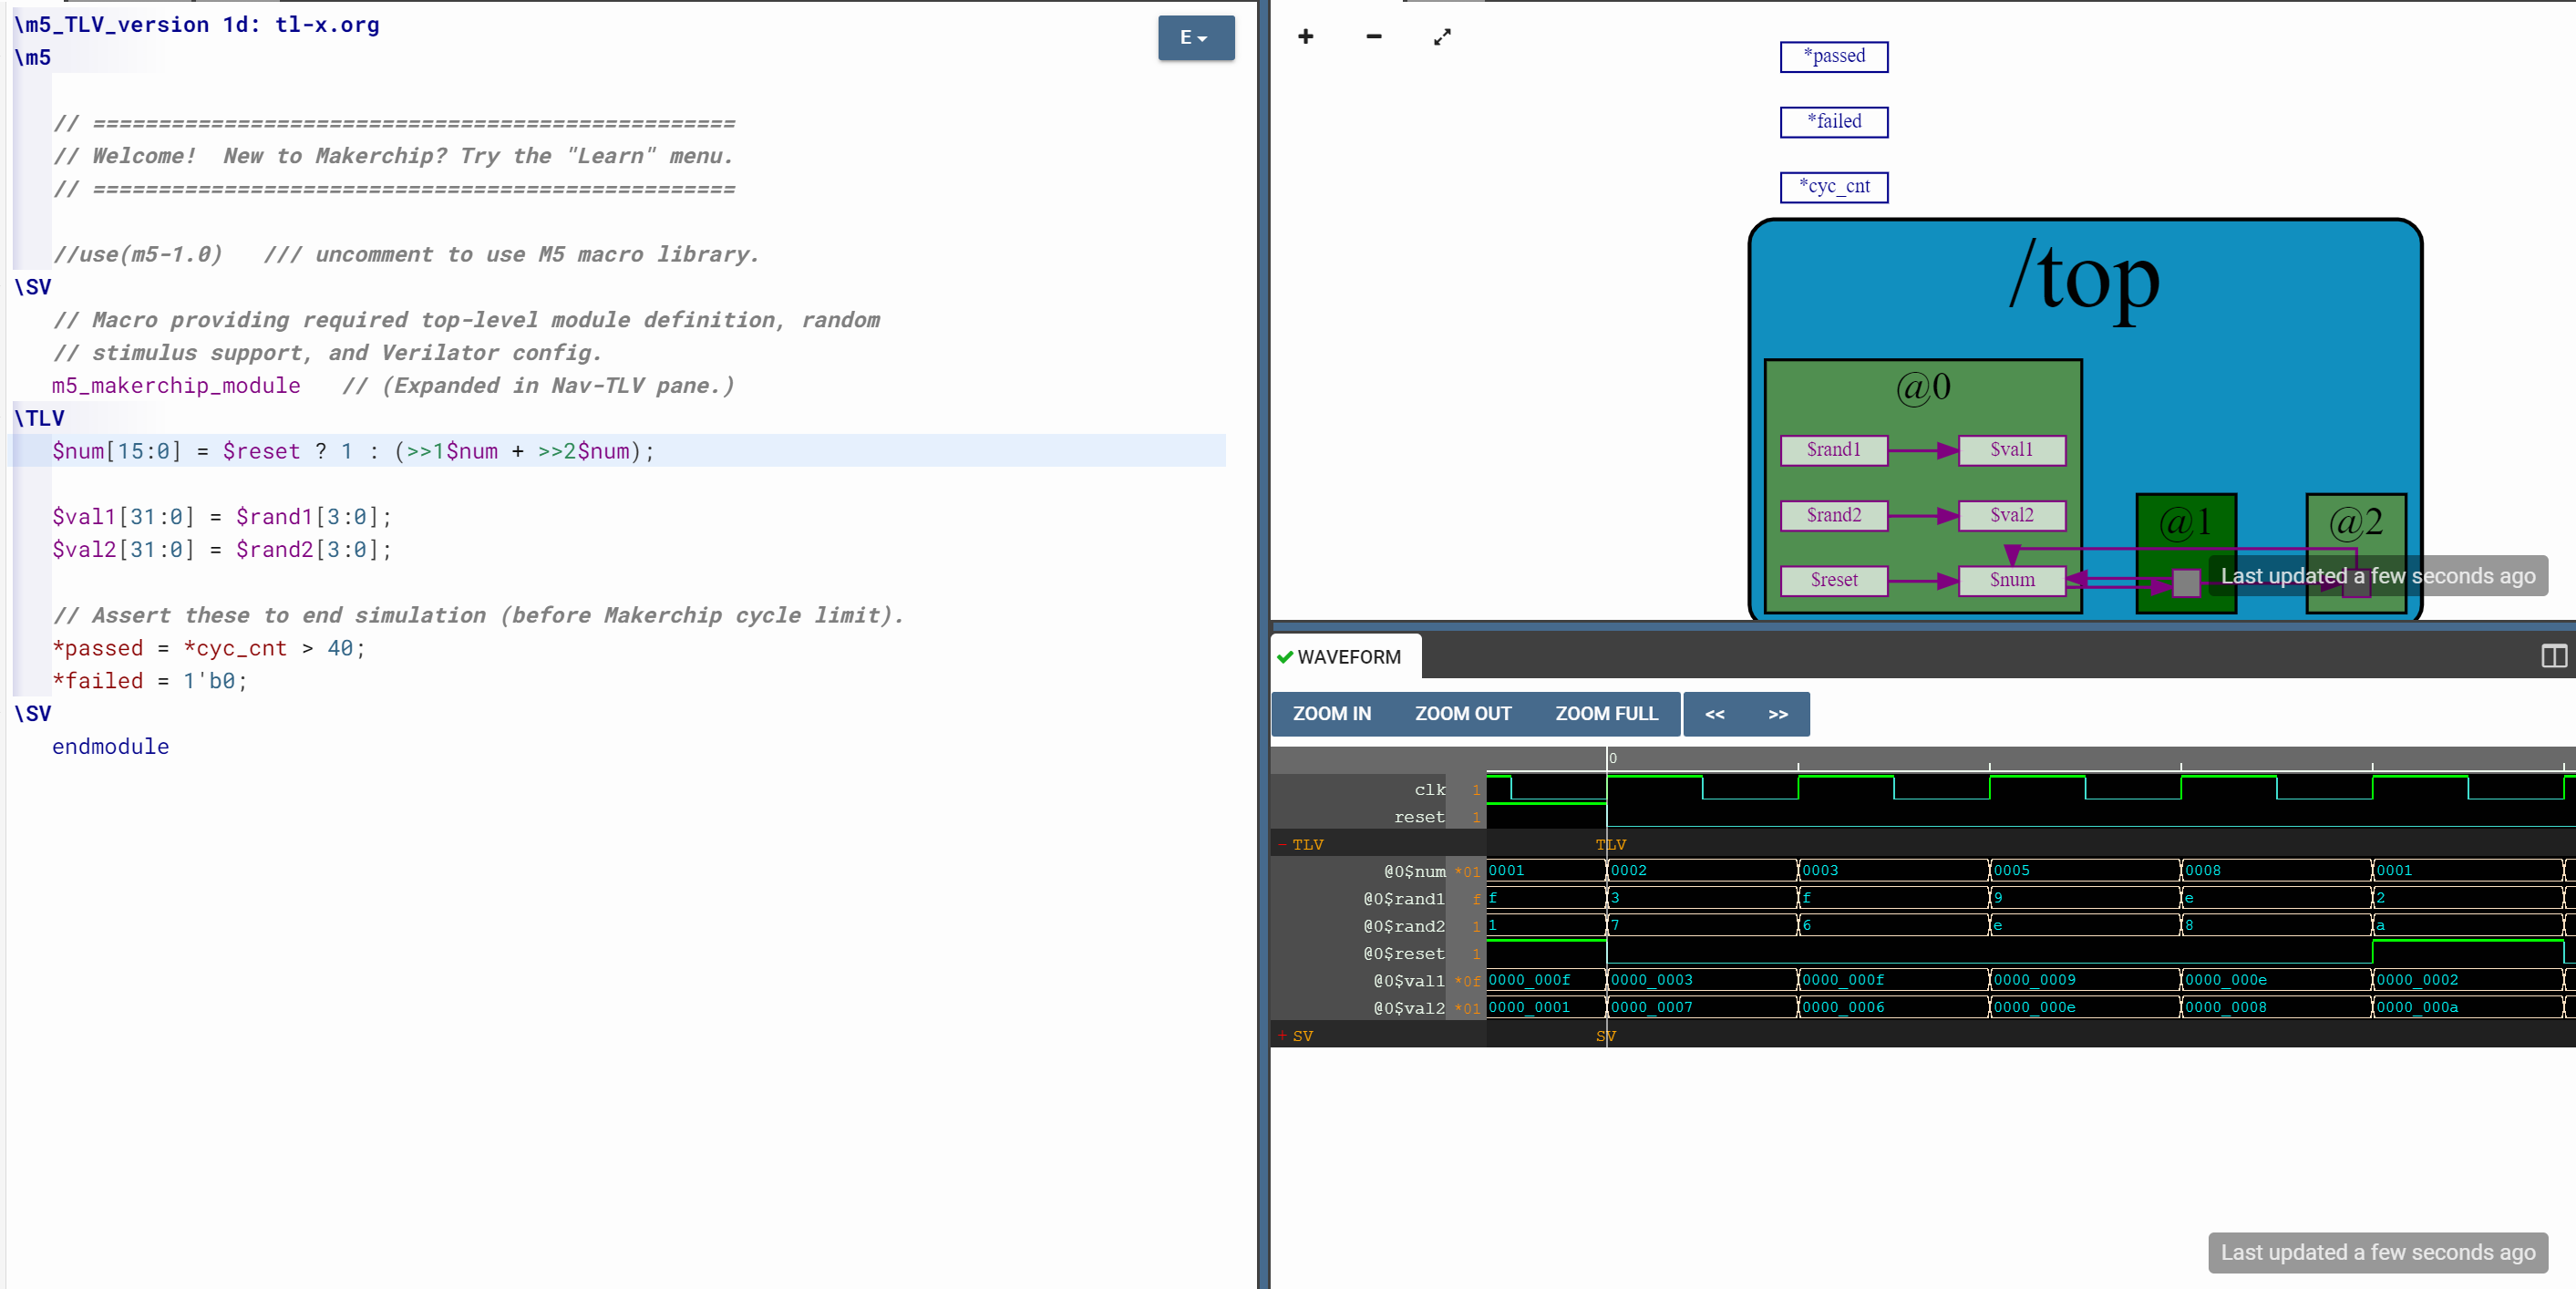 \m5_TLV_version 1d: tl-x.org
\m5
// =================================================
// Welcome!  New to Makerchip? Try the "Learn" menu.
// =================================================
//use(m5-1.0)   /// uncomment to use M5 macro library.
\SV
// Macro providing required top-level module definition, random
// stimulus support, and Verilator config.
m5_makerchip_module   // (Expanded in Nav-TLV pane.)
\TLV
$num[15:0] = $reset ? 1 : (>>1$num + >>2$num);
$val1[31:0] = $rand1[3:0];
$val2[31:0] = $rand2[3:0];
// Assert these to end simulation (before Makerchip cycle limit).
*passed = *cyc_cnt > 40;
*failed = 1'b0;
\SV
endmodule
E
+ −
*passed
*failed
*cyc_cnt
/top
@0
$rand1 $val1
$rand2 $val2
@1 @2
$reset $num
Last updated a few seconds ago
WAVEFORM
ZOOM IN ZOOM OUT ZOOM FULL << >>
0
clk 1
reset 1
− TLV TLV
@0$num *01 0001 0002 0003 0005 0008 0001
@0$rand1 f f 3 f 9 e 2
@0$rand2 1 1 7 6 e 8 a
@0$reset 1
@0$val1 *0f 0000_000f 0000_0003 0000_000f 0000_0009 0000_000e 0000_0002
@0$val2 *01 0000_0001 0000_0007 0000_0006 0000_000e 0000_0008 0000_000a
+ SV SV
Last updated a few seconds ago